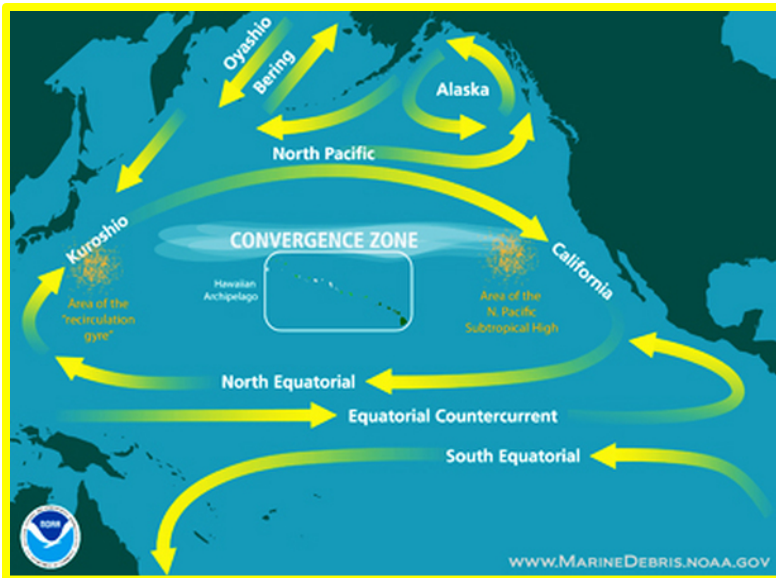 Oyashio
Bering
Alaska
North Pacific
Kuroshio
CONVERGENCE ZONE
California
Hawaiian
Archipelago
Area of the
"recirculation
gyre"
Area of the
N. Pacific
Subtropical High
North Equatorial
Equatorial Countercurrent
South Equatorial
NOAA
WWW.MARINEDEBRIS.NOAA.GOV